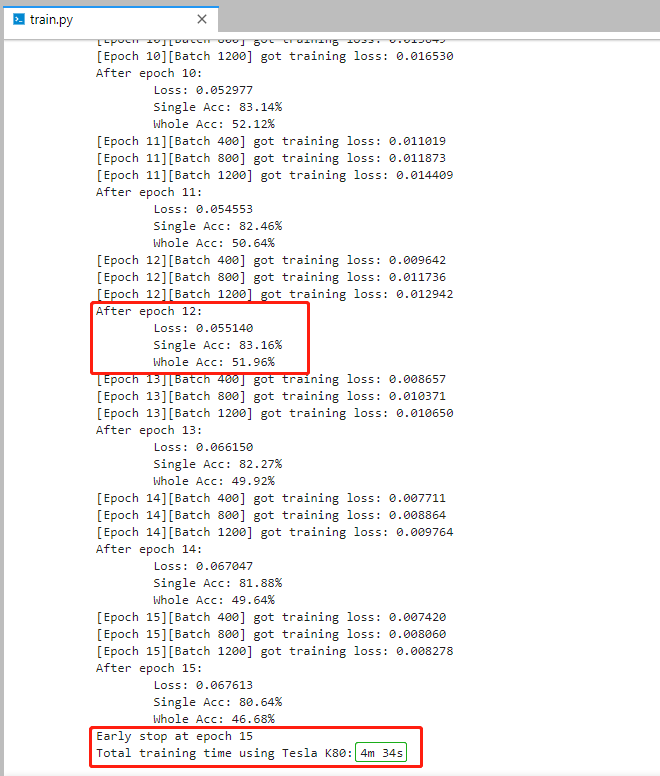 train.py
[Epoch 10][Batch 800] got training loss: 0.015649
[Epoch 10][Batch 1200] got training loss: 0.016530
After epoch 10:
Loss: 0.052977
Single Acc: 83.14%
Whole Acc: 52.12%
[Epoch 11][Batch 400] got training loss: 0.011019
[Epoch 11][Batch 800] got training loss: 0.011873
[Epoch 11][Batch 1200] got training loss: 0.014409
After epoch 11:
Loss: 0.054553
Single Acc: 82.46%
Whole Acc: 50.64%
[Epoch 12][Batch 400] got training loss: 0.009642
[Epoch 12][Batch 800] got training loss: 0.011736
[Epoch 12][Batch 1200] got training loss: 0.012942
After epoch 12:
Loss: 0.055140
Single Acc: 83.16%
Whole Acc: 51.96%
[Epoch 13][Batch 400] got training loss: 0.008657
[Epoch 13][Batch 800] got training loss: 0.010371
[Epoch 13][Batch 1200] got training loss: 0.010650
After epoch 13:
Loss: 0.066150
Single Acc: 82.27%
Whole Acc: 49.92%
[Epoch 14][Batch 400] got training loss: 0.007711
[Epoch 14][Batch 800] got training loss: 0.008864
[Epoch 14][Batch 1200] got training loss: 0.009764
After epoch 14:
Loss: 0.067047
Single Acc: 81.88%
Whole Acc: 49.64%
[Epoch 15][Batch 400] got training loss: 0.007420
[Epoch 15][Batch 800] got training loss: 0.008060
[Epoch 15][Batch 1200] got training loss: 0.008278
After epoch 15:
Loss: 0.067613
Single Acc: 80.64%
Whole Acc: 46.68%
Early stop at epoch 15
Total training time using Tesla K80: 4m 34s